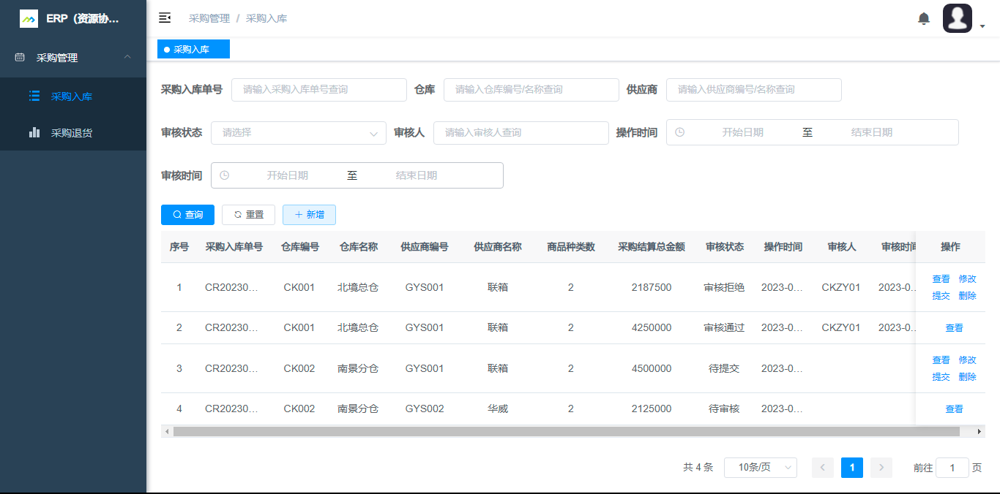 ERP（资源协...
采购管理
采购入库
采购退货
采购管理 / 采购入库
采购入库
采购入库单号 请输入采购入库单号查询 仓库 请输入仓库编号/名称查询 供应商 请输入供应商编号/名称查询
审核状态 请选择 审核人 请输入审核人查询 操作时间 开始日期 至 结束日期
审核时间 开始日期 至 结束日期
查询 重置 新增
序号 采购入库单号 仓库编号 仓库名称 供应商编号 供应商名称 商品种类数 采购结算总金额 审核状态 操作时间 审核人 审核时间 操作
1 CR20230... CK001 北境总仓 GYS001 联箱 2 2187500 审核拒绝 2023-0... CKZY01 2023-0... 查看 修改
提交 删除
2 CR20230... CK001 北境总仓 GYS001 联箱 2 4250000 审核通过 2023-0... CKZY01 2023-0... 查看
3 CR20230... CK002 南景分仓 GYS001 联箱 2 4500000 待提交 2023-0... 查看 修改
提交 删除
4 CR20230... CK002 南景分仓 GYS002 华威 2 2125000 待审核 2023-0... 查看
共 4 条 10条/页 1 前往 1 页